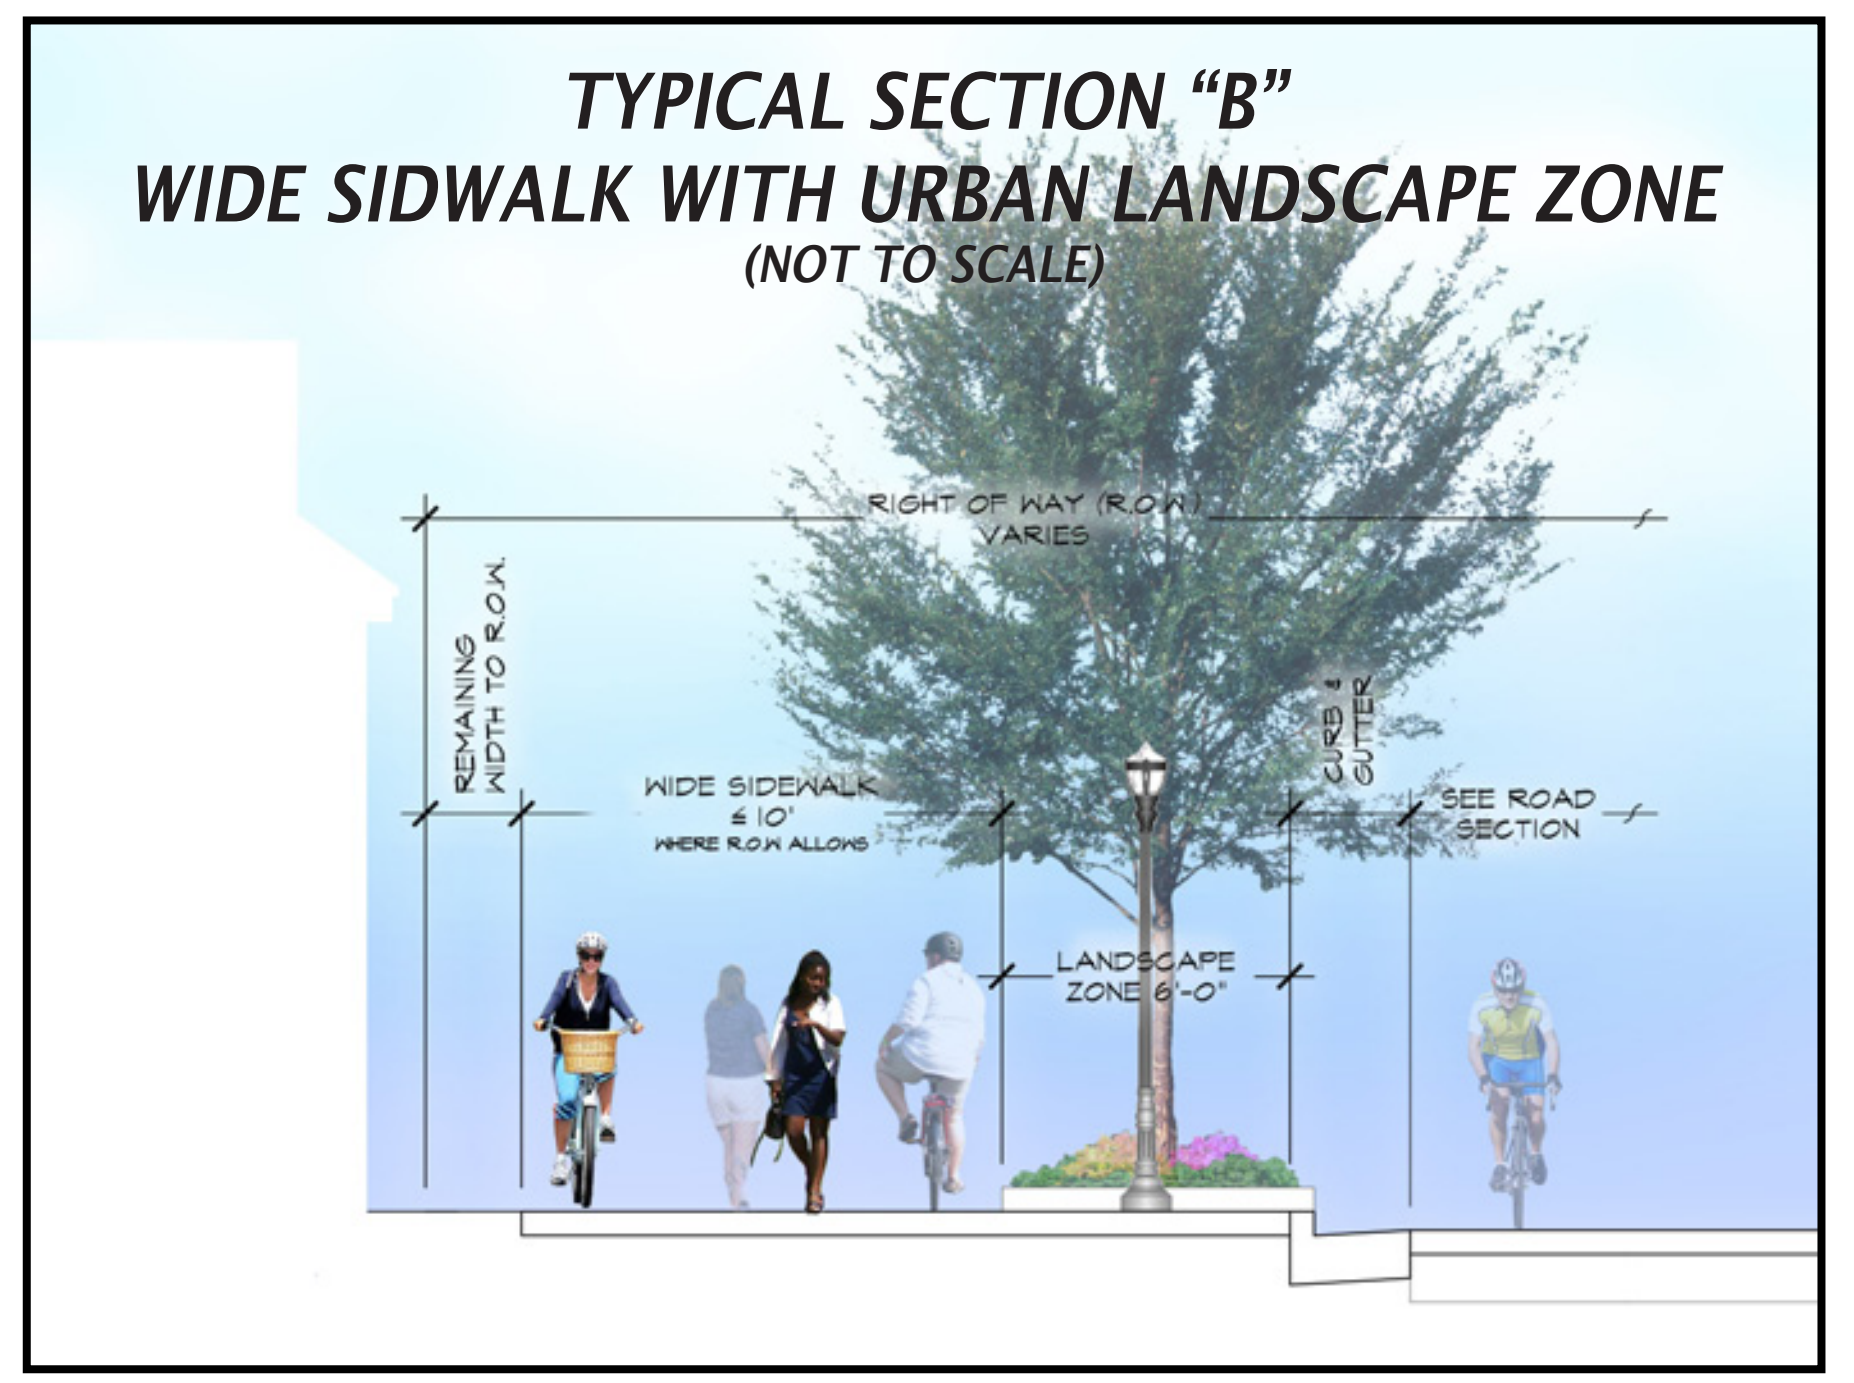 TYPICAL SECTION “B”
WIDE SIDWALK WITH URBAN LANDSCAPE ZONE
(NOT TO SCALE)
RIGHT OF WAY (R.O.W.)
VARIES
REMAINING
WIDTH TO R.O.W.
WIDE SIDEWALK
≤ 10'
WHERE R.O.W ALLOWS
CURB &
GUTTER
SEE ROAD
SECTION
LANDSCAPE
ZONE 6'-0"